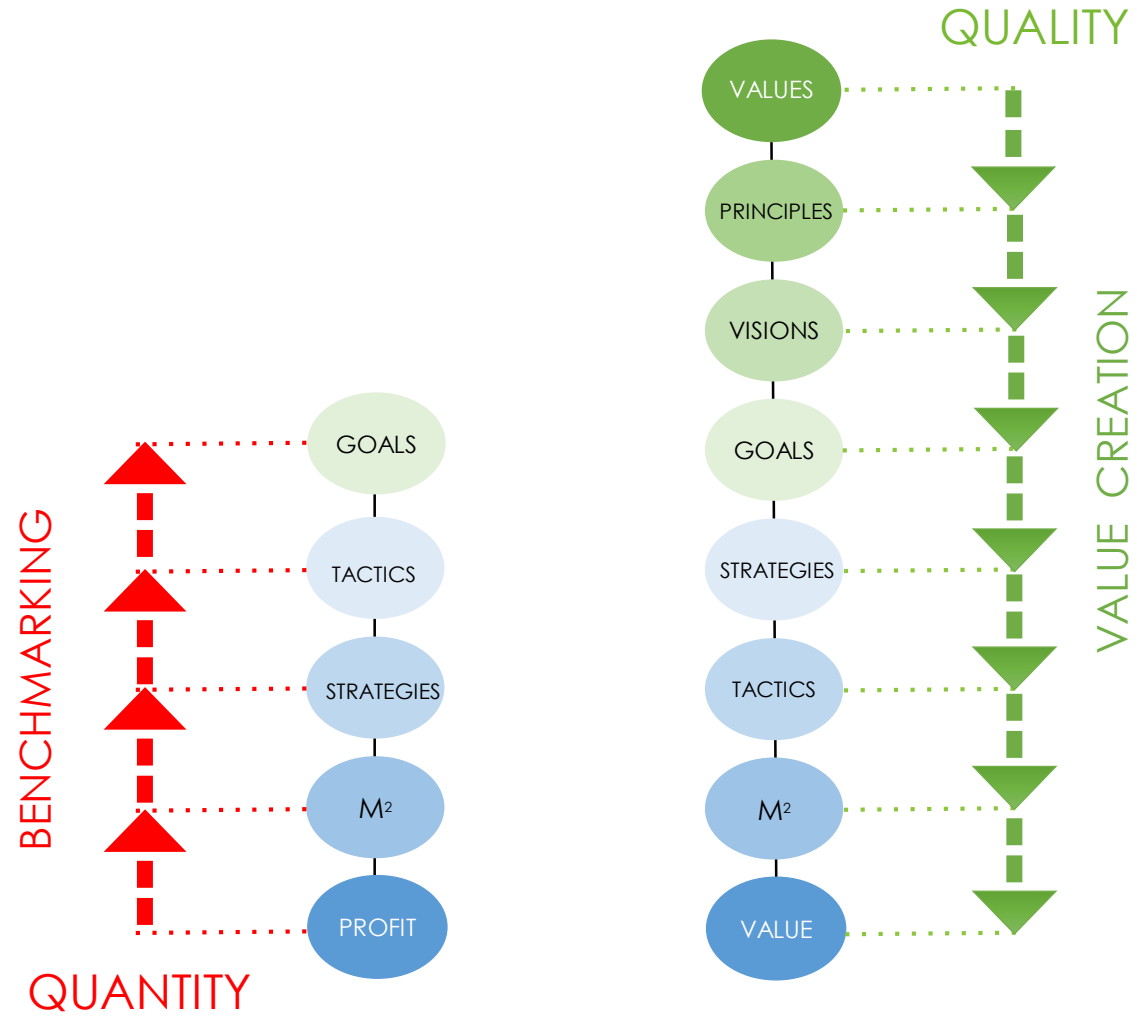 QUALITY
VALUES
PRINCIPLES
VISIONS
GOALS
STRATEGIES
TACTICS
M²
VALUE
VALUE CREATION
GOALS
TACTICS
STRATEGIES
M²
PROFIT
BENCHMARKING
QUANTITY